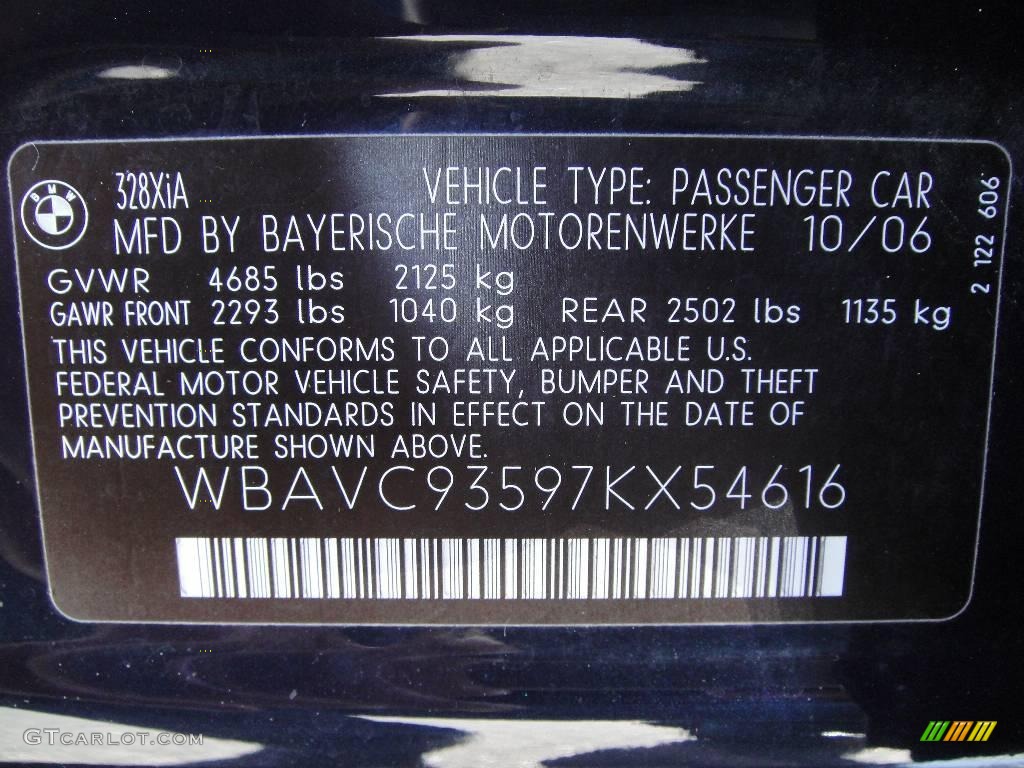 BMW
328XiA VEHICLE TYPE: PASSENGER CAR
MFD BY BAYERISCHE MOTORENWERKE 10/06
GVWR 4685 lbs 2125 kg
GAWR FRONT 2293 lbs 1040 kg REAR 2502 lbs 1135 kg
THIS VEHICLE CONFORMS TO ALL APPLICABLE U.S.
FEDERAL MOTOR VEHICLE SAFETY, BUMPER AND THEFT
PREVENTION STANDARDS IN EFFECT ON THE DATE OF
MANUFACTURE SHOWN ABOVE.
WBAVC93597KX54616
2 122 606
GTCARLOT.COM